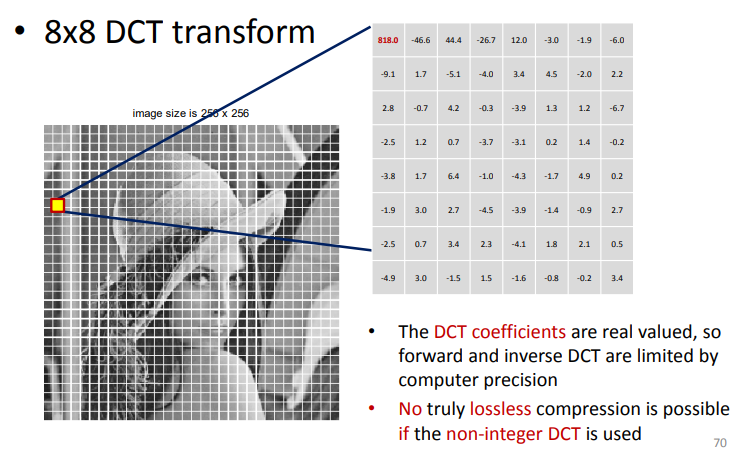 • 8x8 DCT transform
image size is 256 x 256
818.0 -46.6 44.4 -26.7 12.0 -3.0 -1.9 -6.0
-9.1 1.7 -5.1 -4.0 3.4 4.5 -2.0 2.2
2.8 -0.7 4.2 -0.3 -3.9 1.3 1.2 -6.7
-2.5 1.2 0.7 -3.7 -3.1 0.2 1.4 -0.2
-3.8 1.7 6.4 -1.0 -4.3 -1.7 4.9 0.2
-1.9 3.0 2.7 -4.5 -3.9 -1.4 -0.9 2.7
-2.5 0.7 3.4 2.3 -4.1 1.8 2.1 0.5
-4.9 3.0 -1.5 1.5 -1.6 -0.8 -0.2 3.4
• The DCT coefficients are real valued, so
forward and inverse DCT are limited by
computer precision
• No truly lossless compression is possible
if the non-integer DCT is used
70